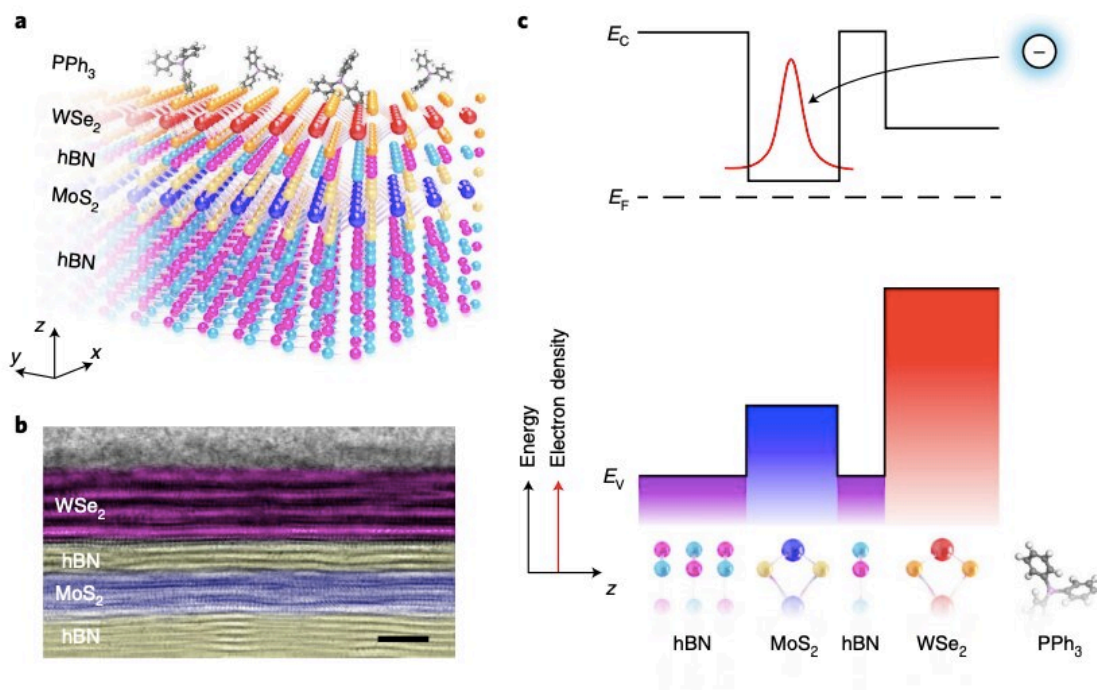 a
PPh3
WSe2
hBN
MoS2
hBN
z
y
x
b
WSe2
hBN
MoS2
hBN
c
EC
−
EF
Energy
Electron density
EV
z
hBN
MoS2
hBN
WSe2
PPh3